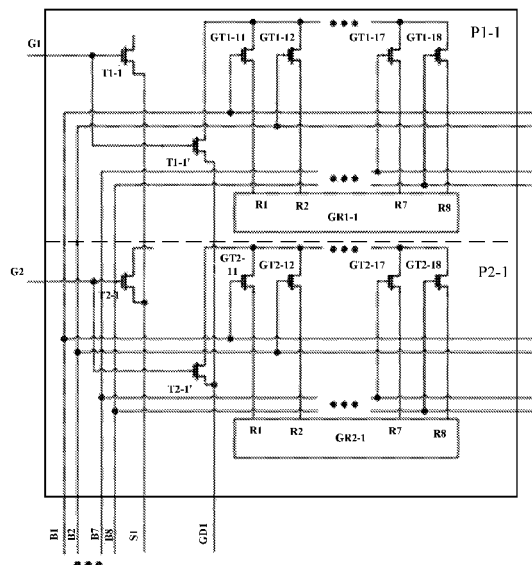 G1
T1-1
GT1-11
GT1-12
GT1-17
GT1-18
P1-1
T1-1'
R1
R2
R7
R8
GR1-1
G2
T2-1
GT2-11
GT2-12
GT2-17
GT2-18
P2-1
T2-1'
R1
R2
R7
R8
GR2-1
B1
B2
B7
B8
S1
GD1